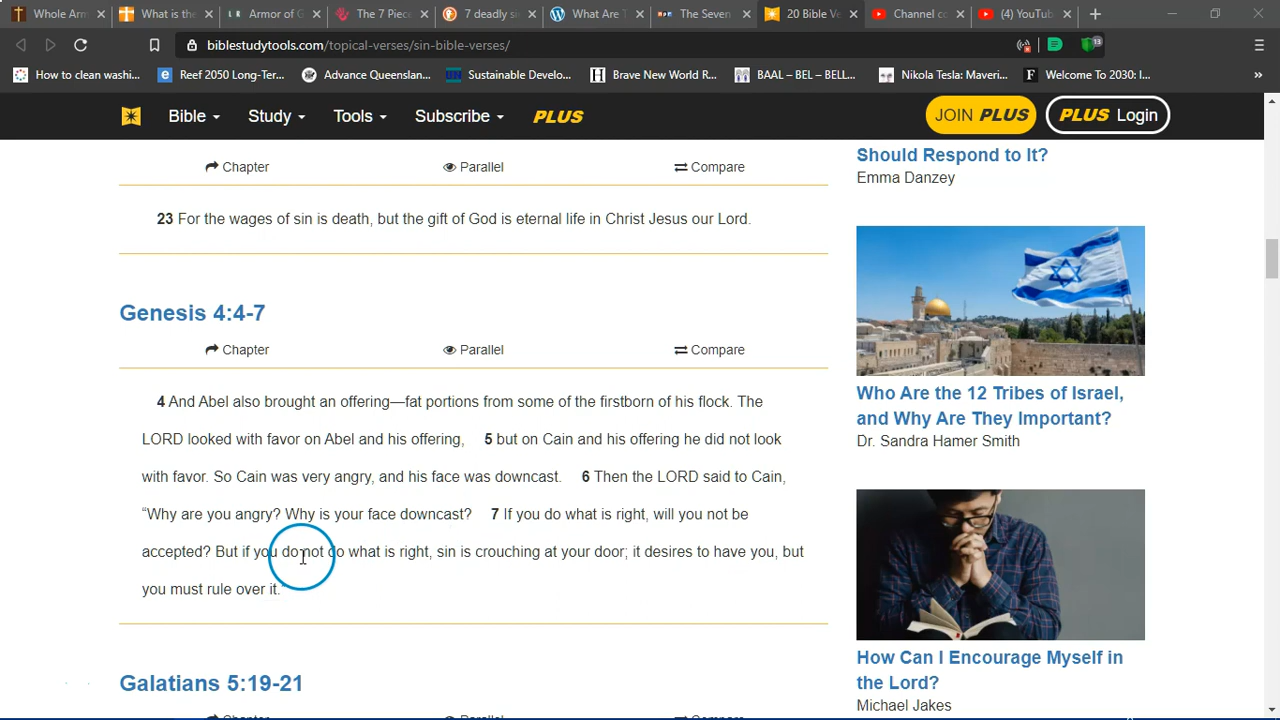 Whole Arm
What is the
Armor of G
The 7 Piece
7 deadly si
What Are T
The Seven
20 Bible Ve
Channel co
(4) YouTub
biblestudytools.com/topical-verses/sin-bible-verses/
13
How to clean washi...
Reef 2050 Long-Ter...
Advance Queenslan...
Sustainable Develo...
Brave New World R...
BAAL – BEL – BELL...
Nikola Tesla: Maveri...
Welcome To 2030: I...
»
Bible Study Tools Subscribe PLUS
JOIN PLUS
PLUS Login
Chapter Parallel Compare
23 For the wages of sin is death, but the gift of God is eternal life in Christ Jesus our Lord.
Genesis 4:4-7
Chapter Parallel Compare
4 And Abel also brought an offering—fat portions from some of the firstborn of his flock. The
LORD looked with favor on Abel and his offering, 5 but on Cain and his offering he did not look
with favor. So Cain was very angry, and his face was downcast. 6 Then the LORD said to Cain,
“Why are you angry? Why is your face downcast? 7 If you do what is right, will you not be
accepted? But if you do not do what is right, sin is crouching at your door; it desires to have you, but
you must rule over it.”
Galatians 5:19-21
Chapter Parallel Compare
Should Respond to It?
Emma Danzey
Who Are the 12 Tribes of Israel,
and Why Are They Important?
Dr. Sandra Hamer Smith
How Can I Encourage Myself in
the Lord?
Michael Jakes